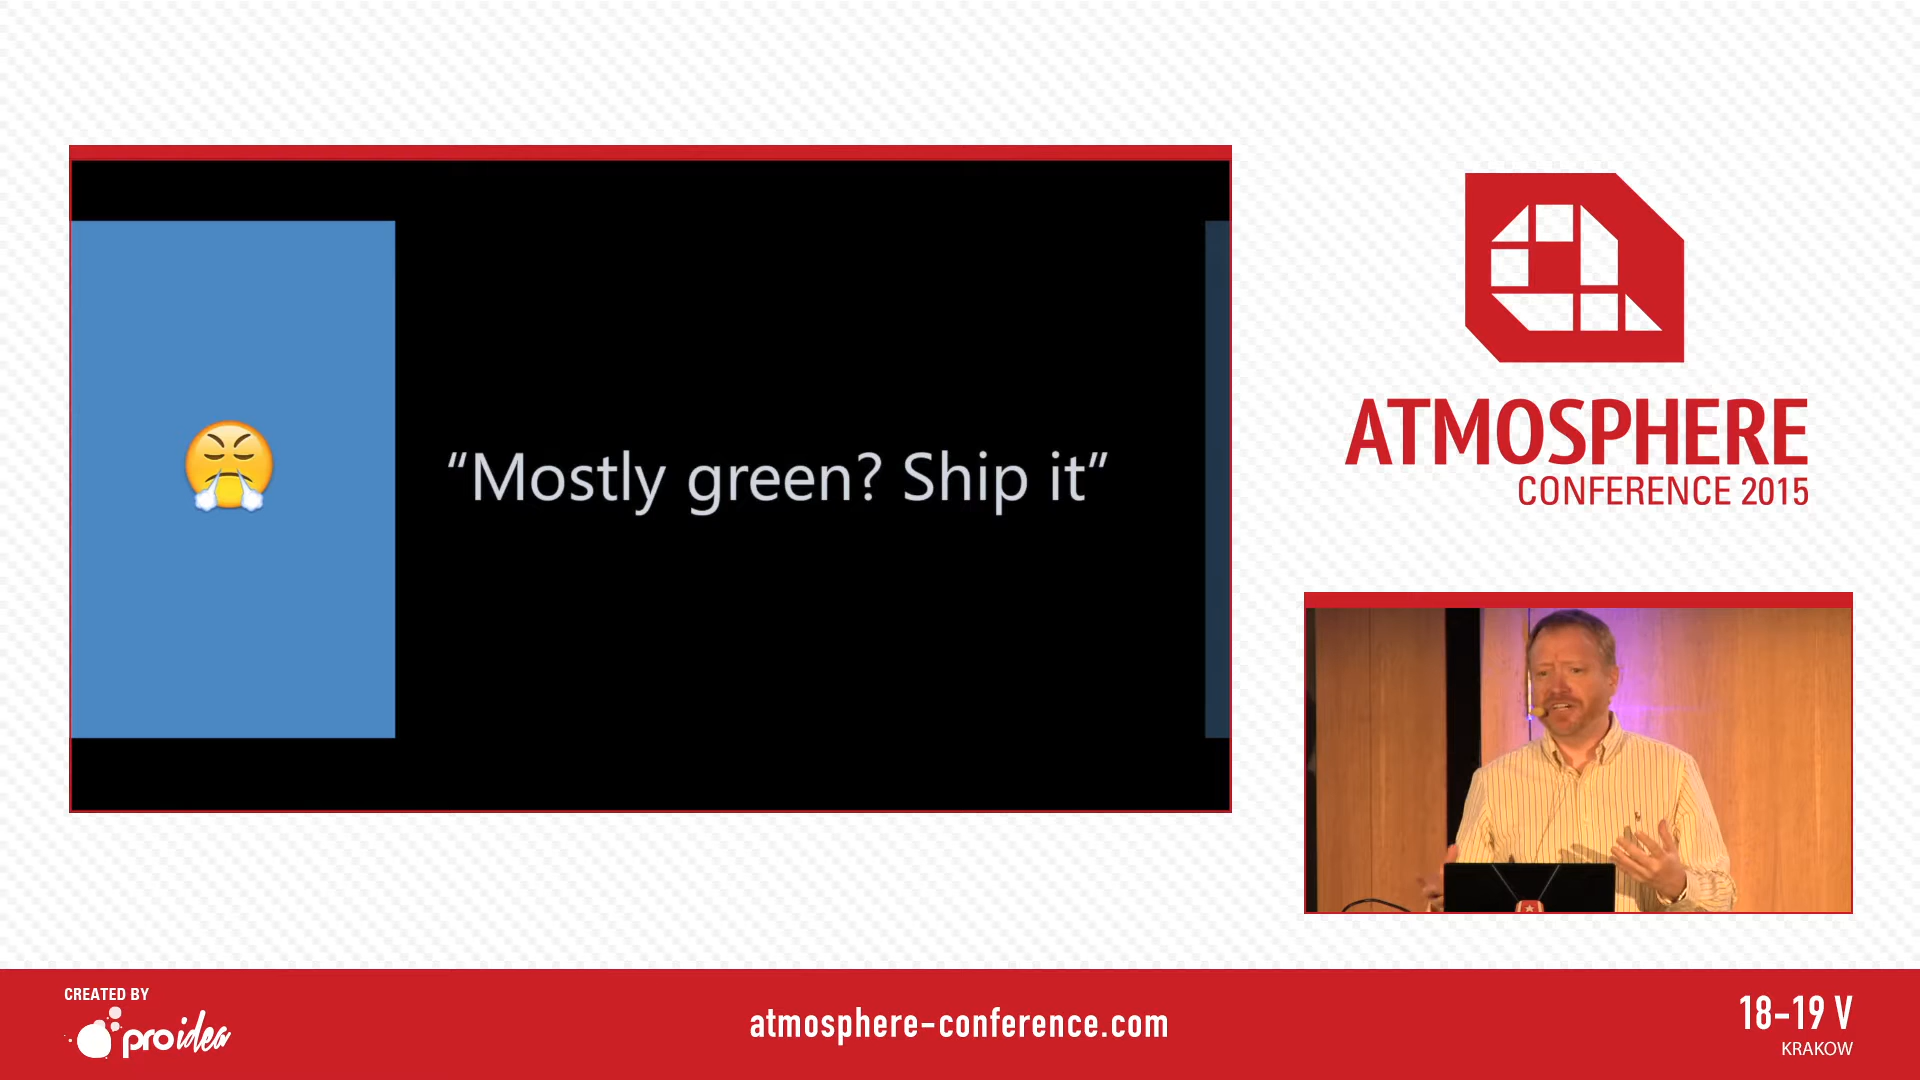 “Mostly green? Ship it”
ATMOSPHERE
CONFERENCE 2015
CREATED BY
proidea
atmosphere-conference.com
18-19 V
KRAKOW